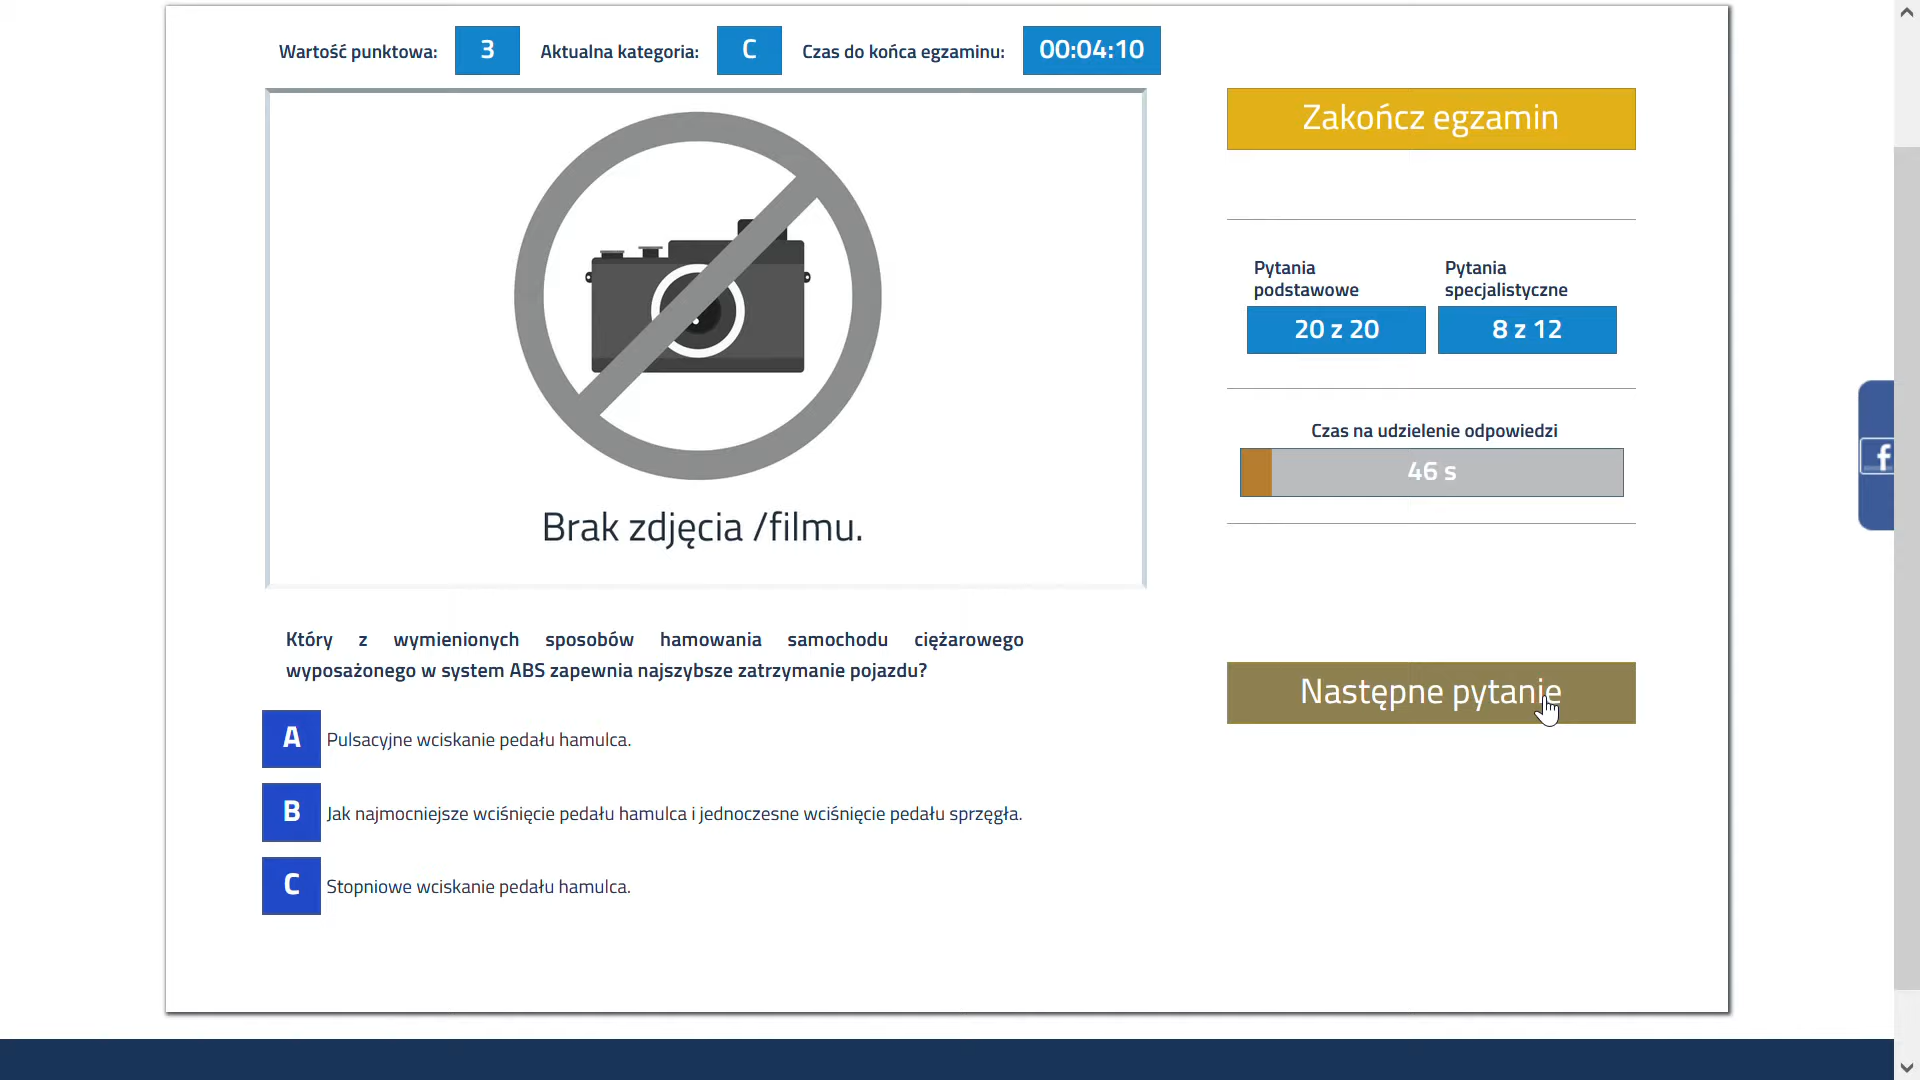 Wartość punktowa: 3 Aktualna kategoria: C Czas do końca egzaminu: 00:04:10
Zakończ egzamin
Pytania podstawowe
20 z 20
Pytania specjalistyczne
8 z 12
Czas na udzielenie odpowiedzi
46 s
Brak zdjęcia /filmu.
Który z wymienionych sposobów hamowania samochodu ciężarowego
wyposażonego w system ABS zapewnia najszybsze zatrzymanie pojazdu?
Następne pytanie
A Pulsacyjne wciskanie pedału hamulca.
B Jak najmocniejsze wciśnięcie pedału hamulca i jednoczesne wciśnięcie pedału sprzęgła.
C Stopniowe wciskanie pedału hamulca.
f